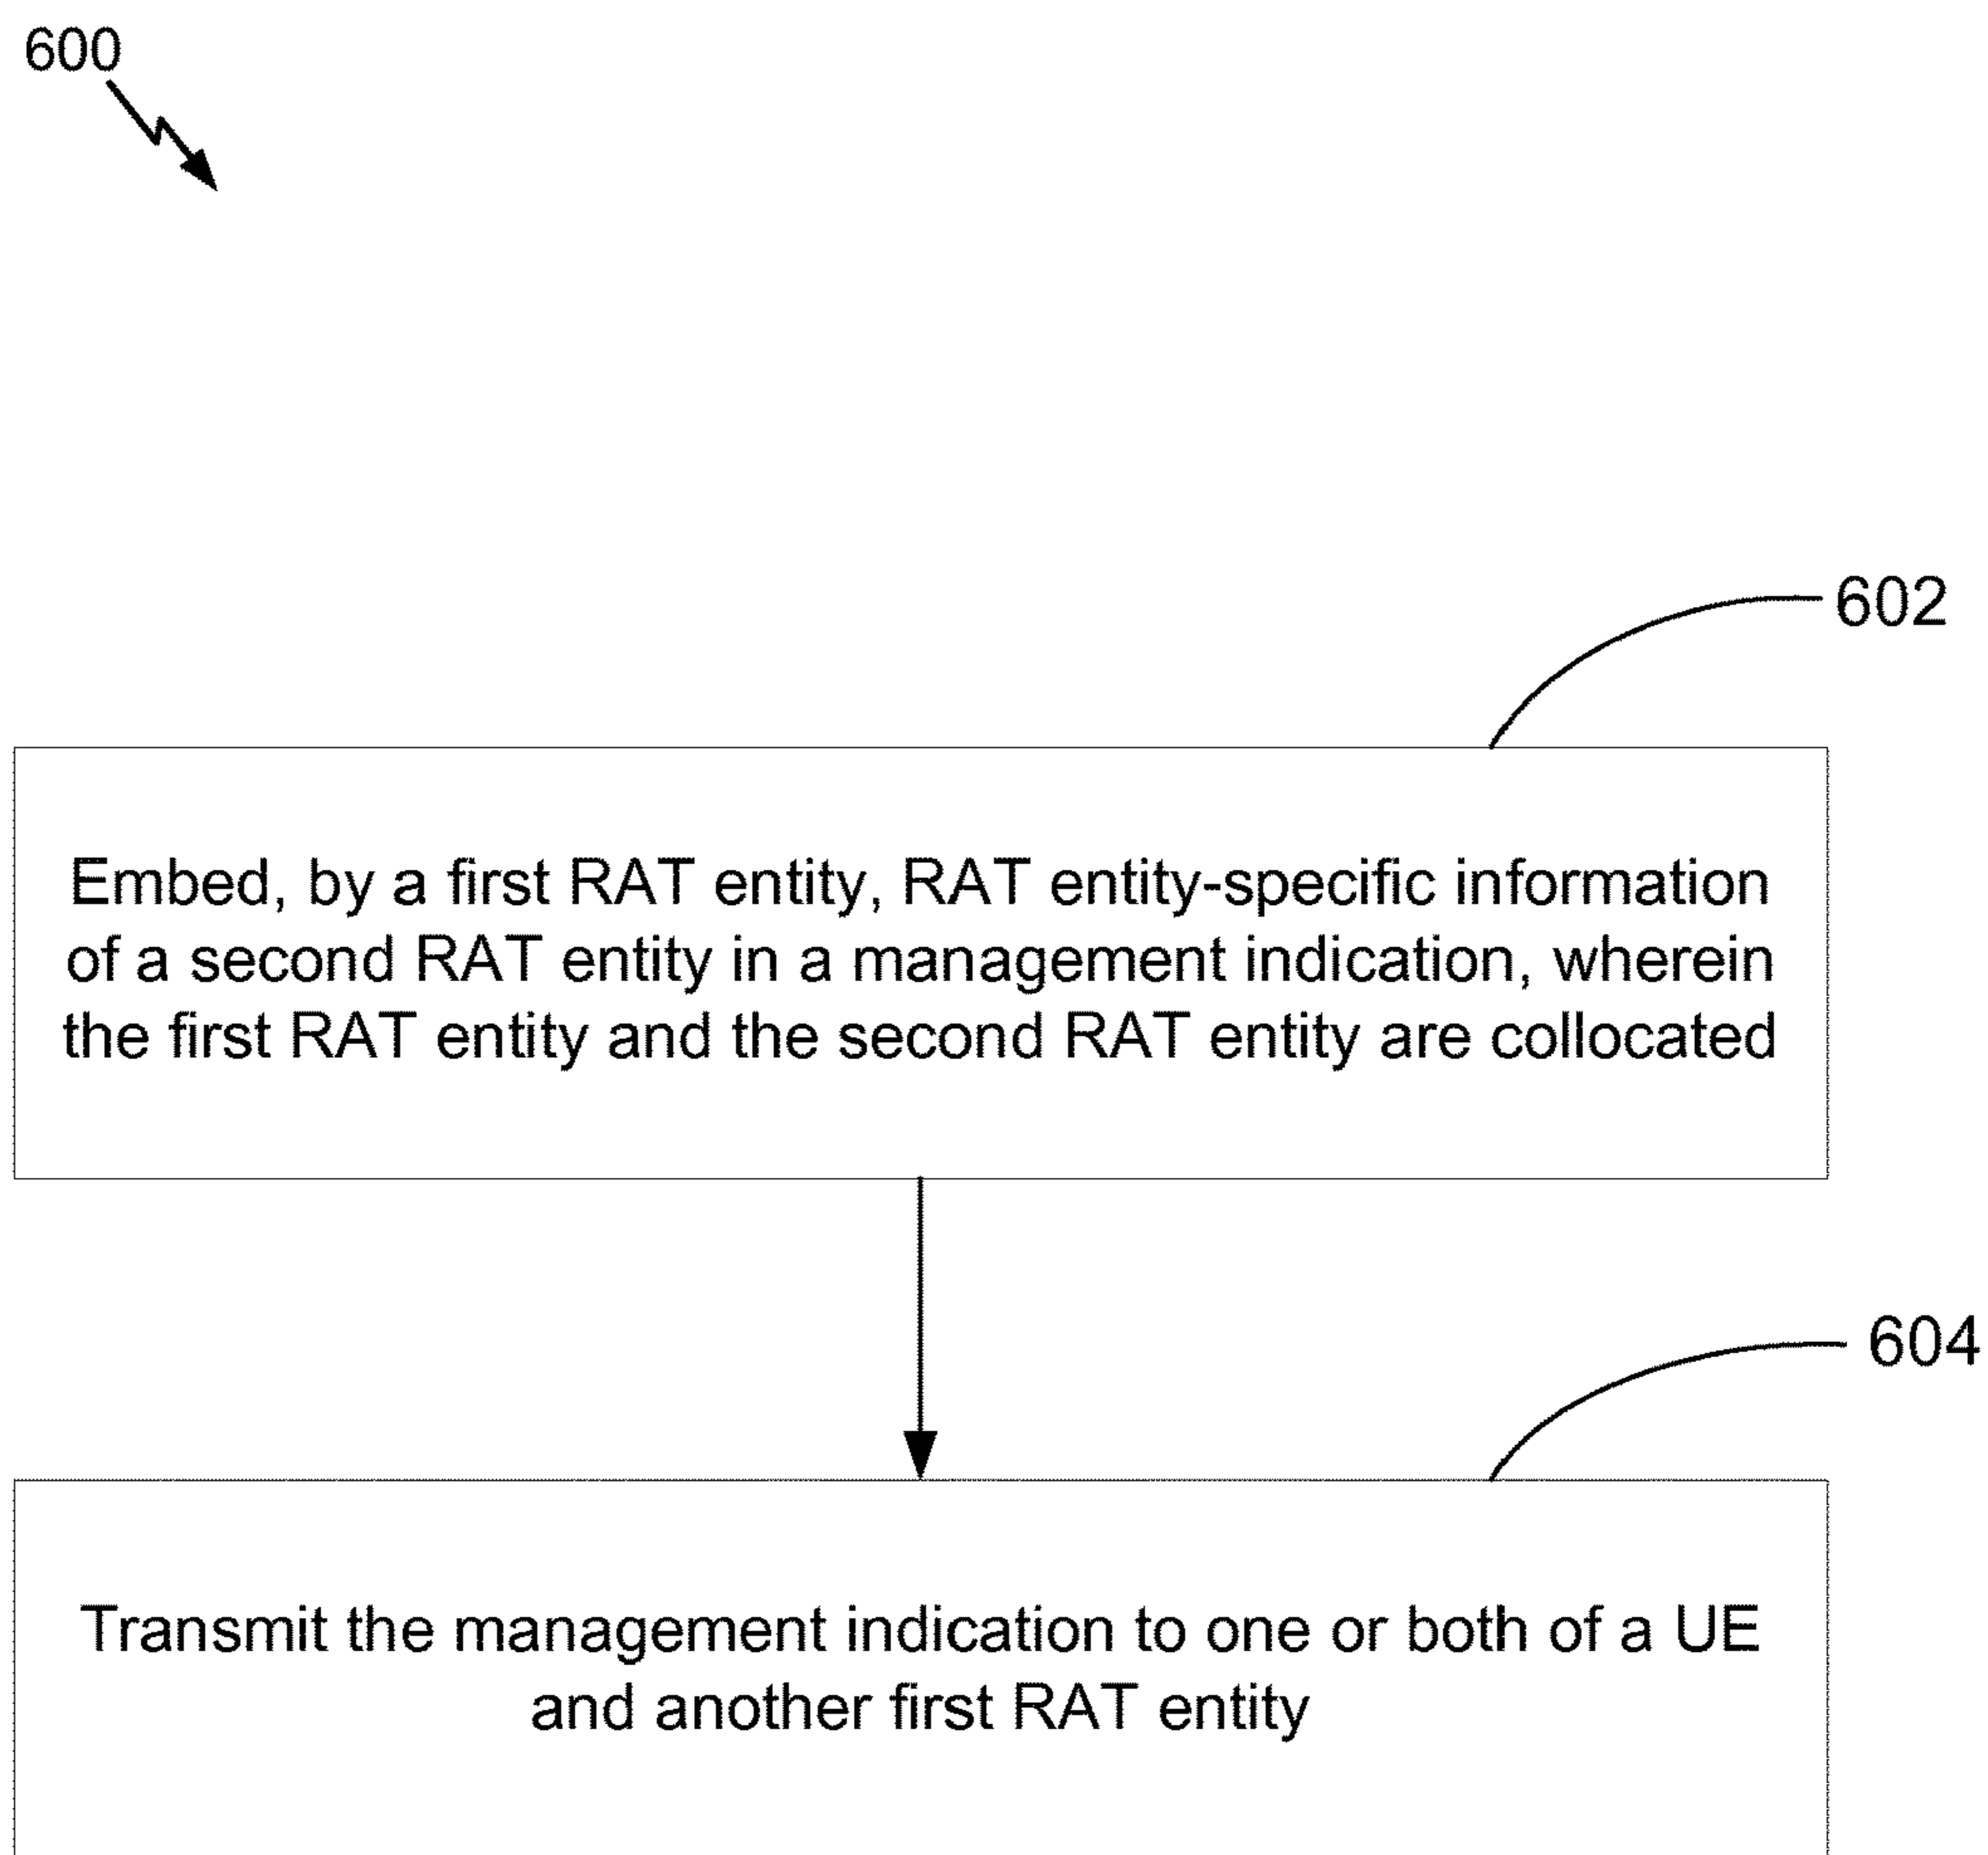 600
602
Embed, by a first RAT entity, RAT entity-specific information
of a second RAT entity in a management indication, wherein
the first RAT entity and the second RAT entity are collocated
604
Transmit the management indication to one or both of a UE
and another first RAT entity